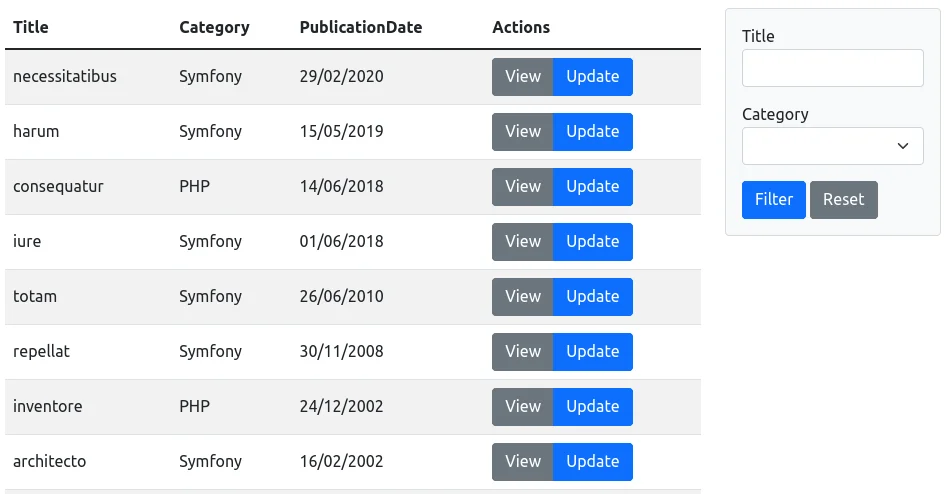 Title Category PublicationDate Actions
necessitatibus Symfony 29/02/2020 View Update
harum Symfony 15/05/2019 View Update
consequatur PHP 14/06/2018 View Update
iure Symfony 01/06/2018 View Update
totam Symfony 26/06/2010 View Update
repellat Symfony 30/11/2008 View Update
inventore PHP 24/12/2002 View Update
architecto Symfony 16/02/2002 View Update
Title
Category
Filter Reset